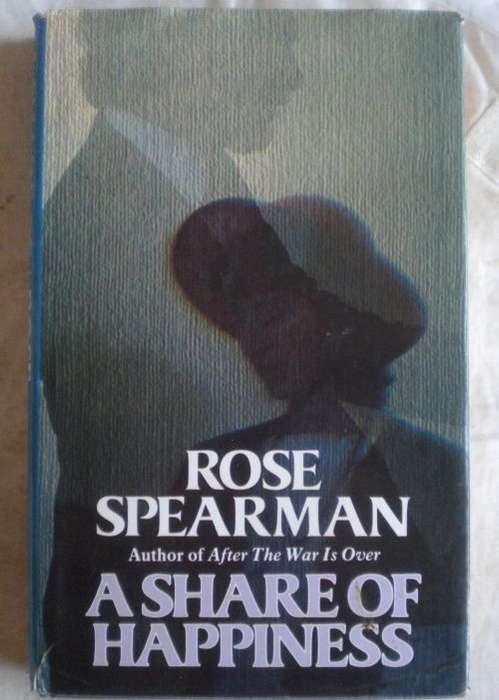 ROSE
SPEARMAN
Author of After The War Is Over
A SHARE OF
HAPPINESS